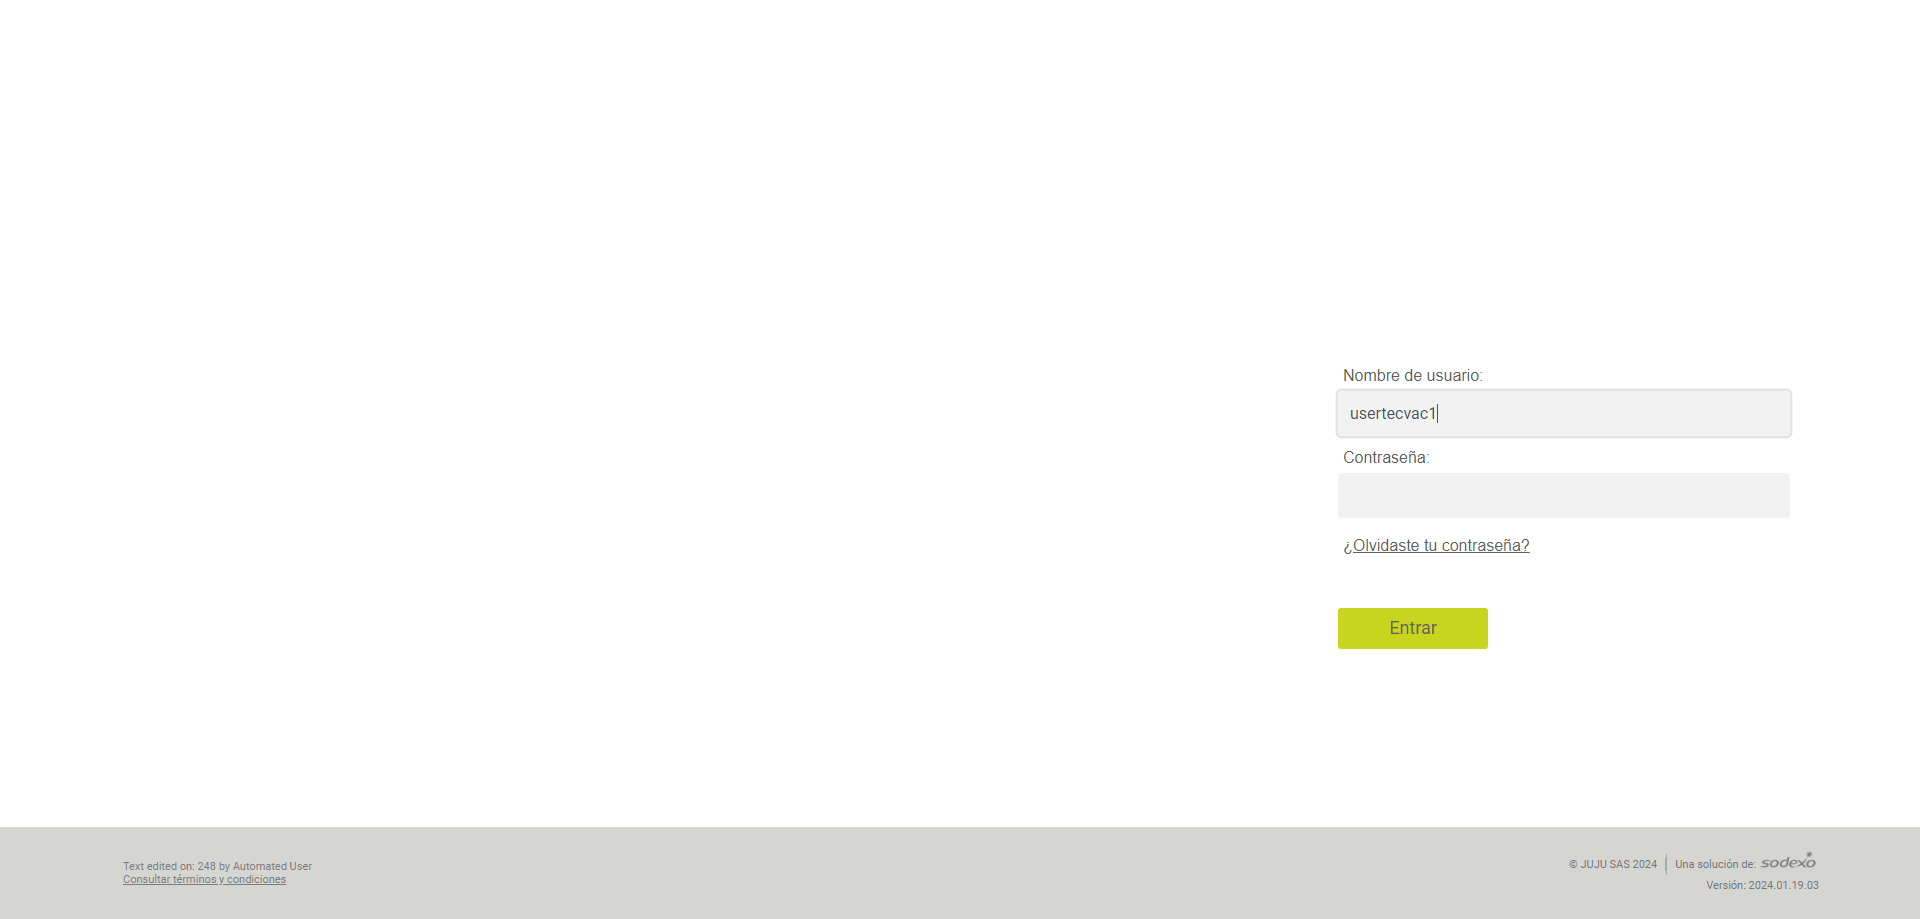 Nombre de usuario:
usertecvac1
Contraseña:
¿Olvidaste tu contraseña?
Entrar
Text edited on: 248 by Automated User
Consultar términos y condiciones
© JUJU SAS 2024
Una solución de: sodexo
Versión: 2024.01.19.03